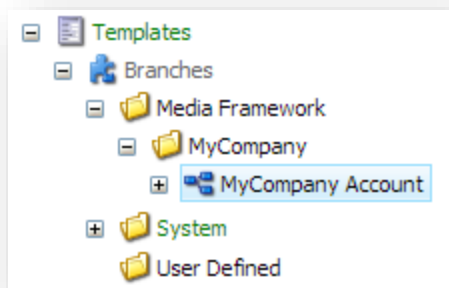 Templates
Branches
Media Framework
MyCompany
MyCompany Account
System
User Defined